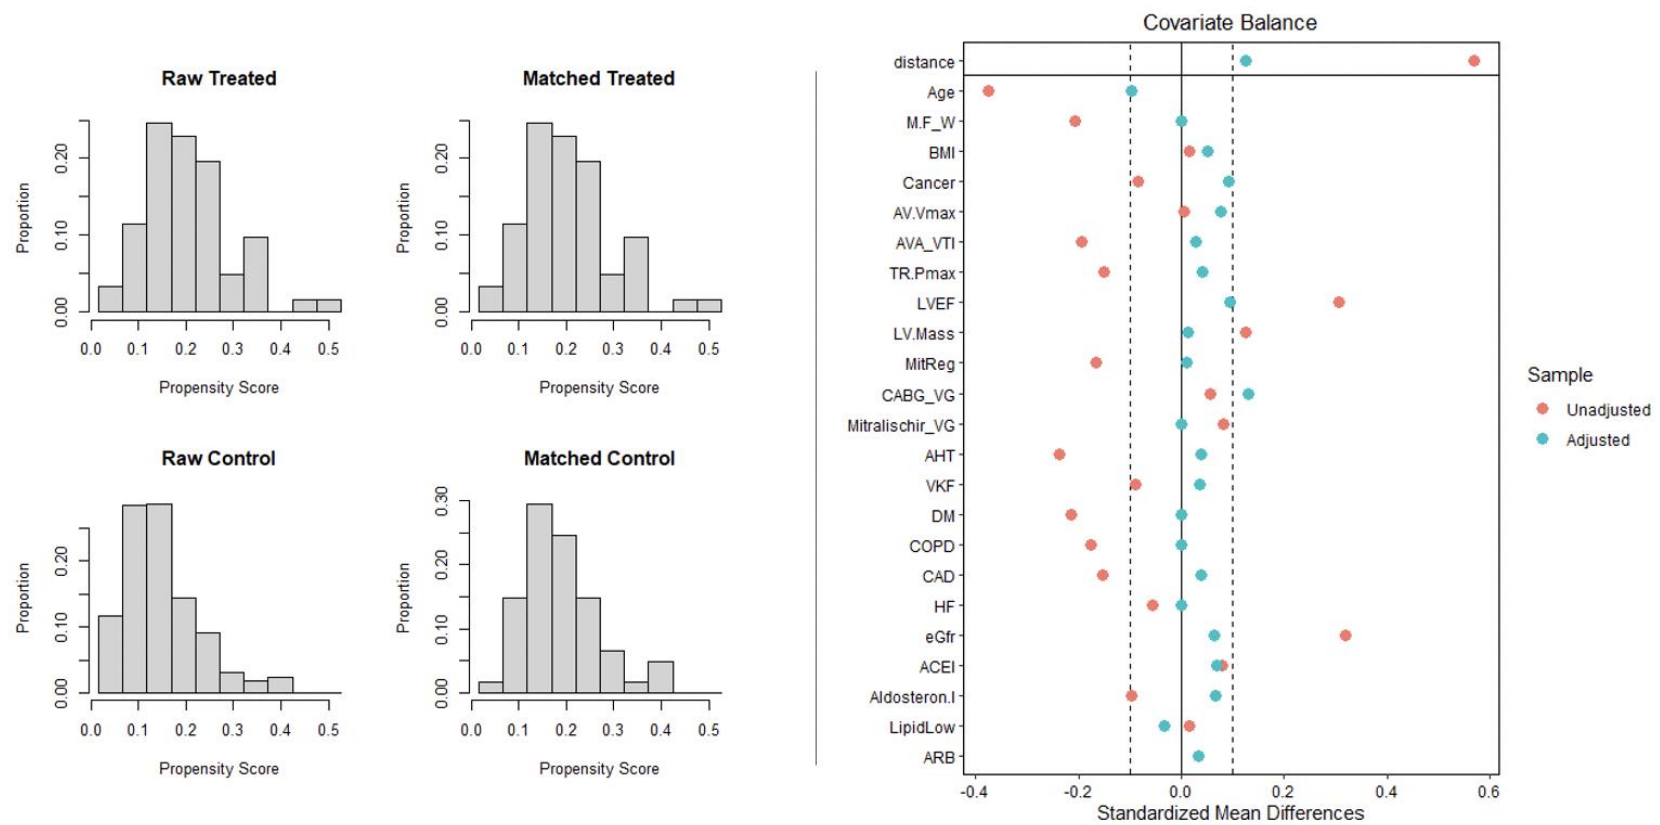 Raw Treated
0.20
0.10
0.00
Proportion
0.0 0.1 0.2 0.3 0.4 0.5
Propensity Score
Matched Treated
0.20
0.10
0.00
Proportion
0.0 0.1 0.2 0.3 0.4 0.5
Propensity Score
Raw Control
0.20
0.10
0.00
Proportion
0.0 0.1 0.2 0.3 0.4 0.5
Propensity Score
Matched Control
0.30
0.20
0.10
0.00
Proportion
0.0 0.1 0.2 0.3 0.4 0.5
Propensity Score
Covariate Balance
distance
Age
M.F_W
BMI
Cancer
AV.Vmax
AVA_VTI
TR.Pmax
LVEF
LV.Mass
MitReg
CABG_VG
Mitralischir_VG
AHT
VKF
DM
COPD
CAD
HF
eGfr
ACEI
Aldosteron.I
LipidLow
ARB
-0.4 -0.2 0.0 0.2 0.4 0.6
Standardized Mean Differences
Sample
Unadjusted
Adjusted